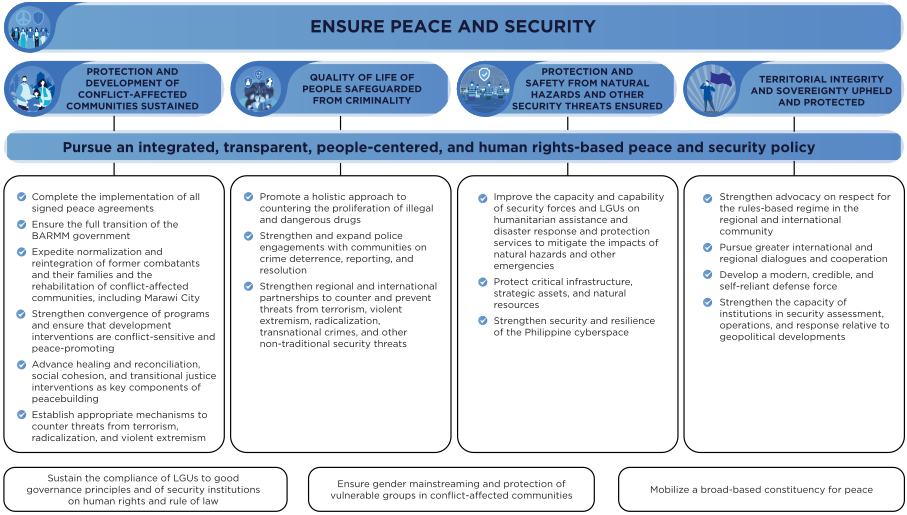 ENSURE PEACE AND SECURITY
PROTECTION AND
DEVELOPMENT OF
CONFLICT-AFFECTED
COMMUNITIES SUSTAINED
QUALITY OF LIFE OF
PEOPLE SAFEGUARDED
FROM CRIMINALITY
PROTECTION AND
SAFETY FROM NATURAL
HAZARDS AND OTHER
SECURITY THREATS ENSURED
TERRITORIAL INTEGRITY
AND SOVEREIGNTY UPHELD
AND PROTECTED
Pursue an integrated, transparent, people-centered, and human rights-based peace and security policy
Complete the implementation of all
signed peace agreements
Ensure the full transition of the
BARMM government
Expedite normalization and
reintegration of former combatants
and their families and the
rehabilitation of conflict-affected
communities, including Marawi City
Strengthen convergence of programs
and ensure that development
interventions are conflict-sensitive and
peace-promoting
Advance healing and reconciliation,
social cohesion, and transitional justice
interventions as key components of
peacebuilding
Establish appropriate mechanisms to
counter threats from terrorism,
radicalization, and violent extremism
Promote a holistic approach to
countering the proliferation of illegal
and dangerous drugs
Strengthen and expand police
engagements with communities on
crime deterrence, reporting, and
resolution
Strengthen regional and international
partnerships to counter and prevent
threats from terrorism, violent
extremism, radicalization,
transnational crimes, and other
non-traditional security threats
Improve the capacity and capability
of security forces and LGUs on
humanitarian assistance and
disaster response and protection
services to mitigate the impacts of
natural hazards and other
emergencies
Protect critical infrastructure,
strategic assets, and natural
resources
Strengthen security and resilience
of the Philippine cyberspace
Strengthen advocacy on respect for
the rules-based regime in the
regional and international
community
Pursue greater international and
regional dialogues and cooperation
Develop a modern, credible, and
self-reliant defense force
Strengthen the capacity of
institutions in security assessment,
operations, and response relative to
geopolitical developments
Sustain the compliance of LGUs to good
governance principles and of security institutions
on human rights and rule of law
Ensure gender mainstreaming and protection of
vulnerable groups in conflict-affected communities
Mobilize a broad-based constituency for peace